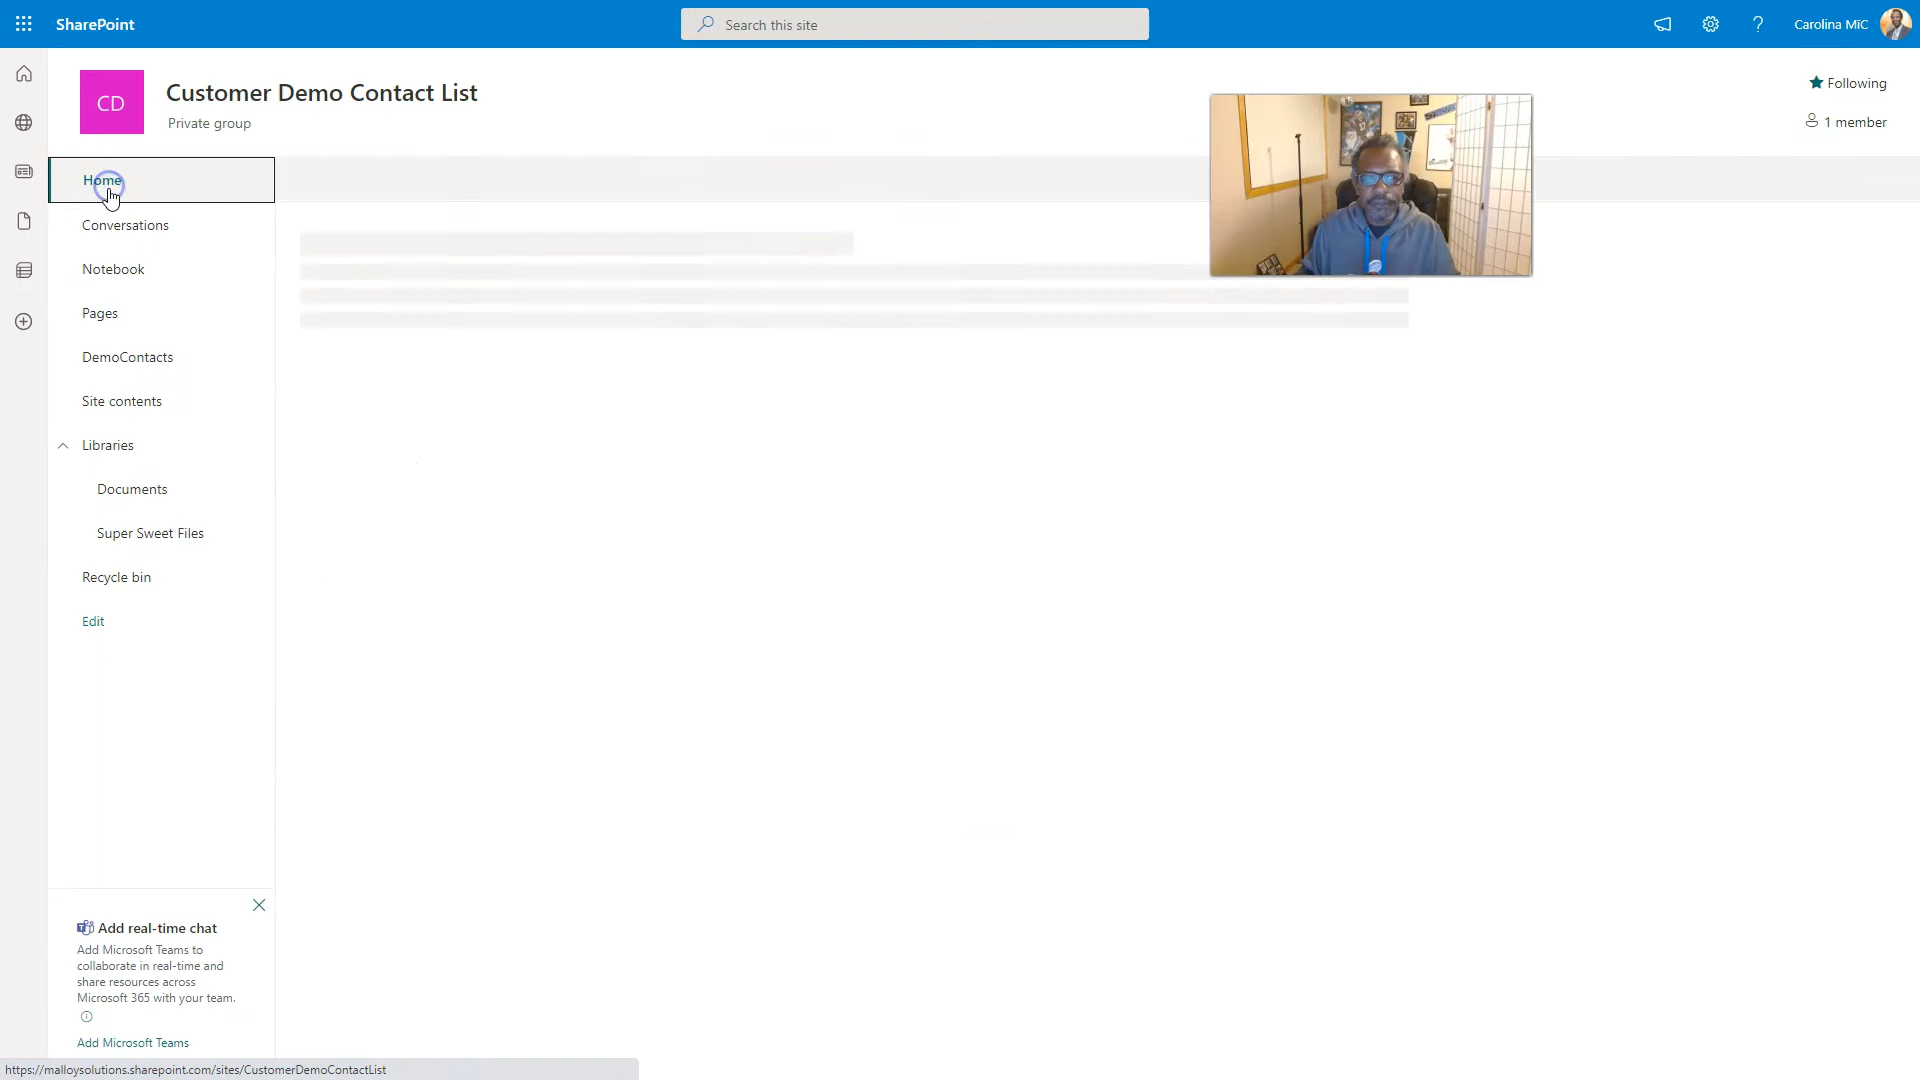 SharePoint
Search this site
Carolina MiC
CD
Customer Demo Contact List
Private group
Following
1 member
Home
Conversations
Notebook
Pages
DemoContacts
Site contents
Libraries
Documents
Super Sweet Files
Recycle bin
Edit
Add real-time chat
Add Microsoft Teams to
collaborate in real-time and
share resources across
Microsoft 365 with your team.
Add Microsoft Teams
https://malloysolutions.sharepoint.com/sites/CustomerDemoContactList